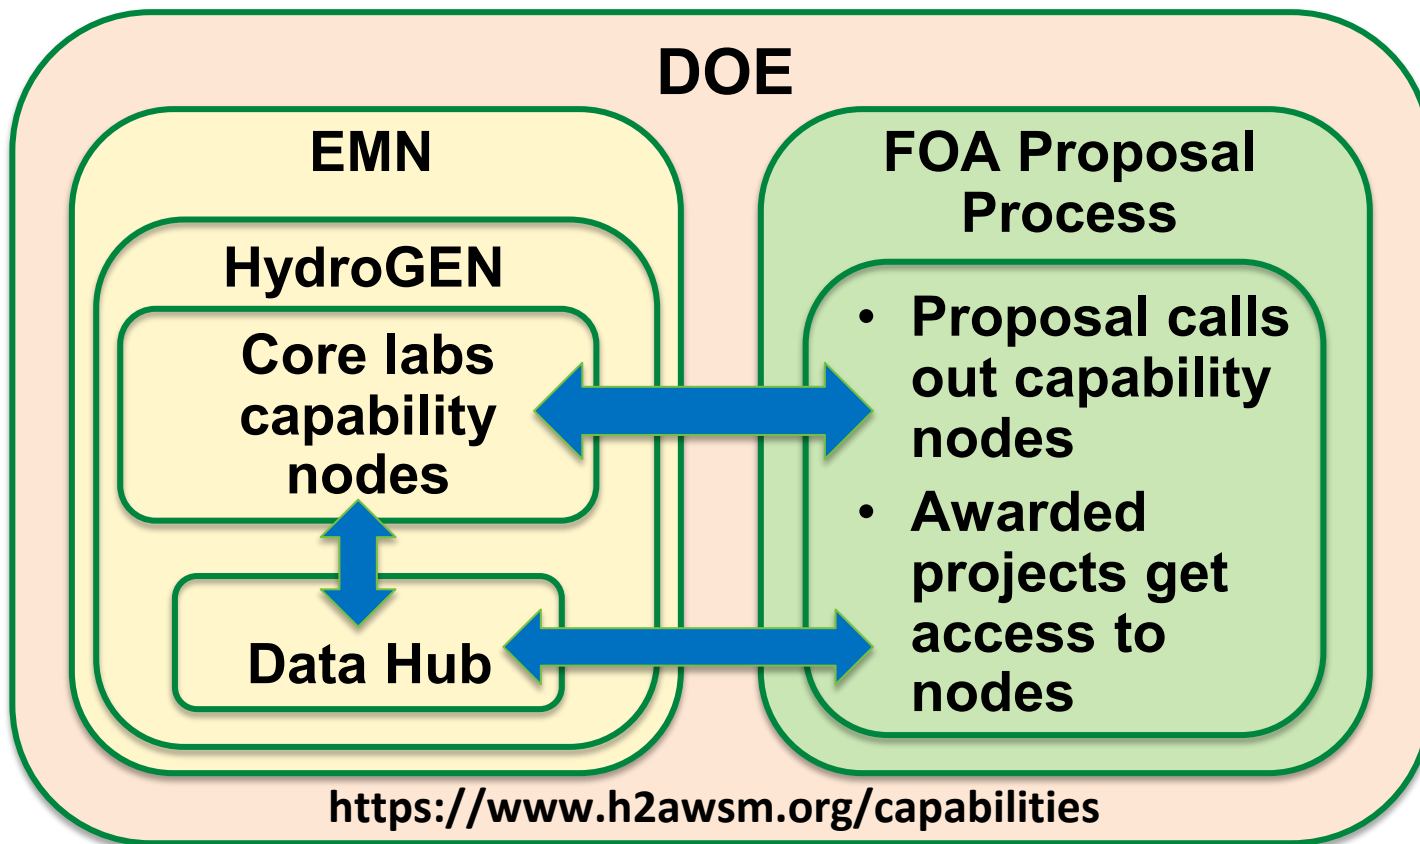 DOE
EMN
HydroGEN
Core labs
capability
nodes
Data Hub
FOA Proposal
Process
• Proposal calls
out capability
nodes
• Awarded
projects get
access to
nodes
https://www.h2awsm.org/capabilities